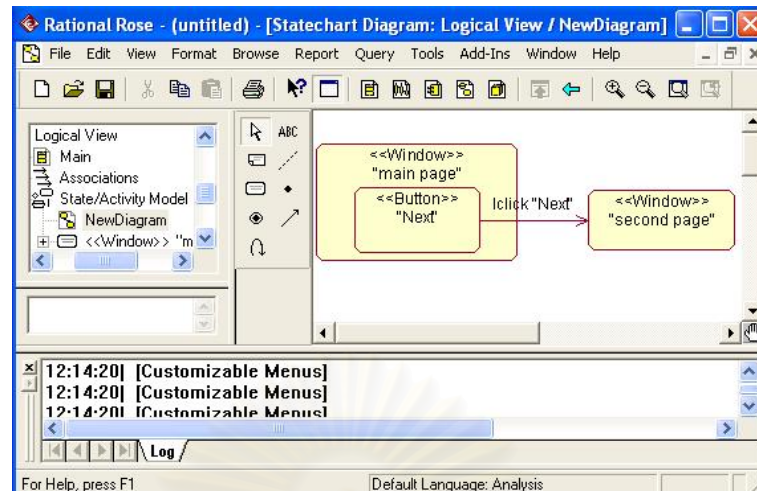 Rational Rose - (untitled) - [Statechart Diagram: Logical View / NewDiagram]
File Edit View Format Browse Report Query Tools Add-Ins Window Help
Logical View
Main
Associations
State/Activity Model
NewDiagram
<<Window>> "m
ABC
<<Window>>
"main page"
<<Button>>
"Next"
lclick "Next"
<<Window>>
"second page"
12:14:20| [Customizable Menus]
12:14:20| [Customizable Menus]
12:14:20| [Customizable Menus]
Log
For Help, press F1
Default Language: Analysis